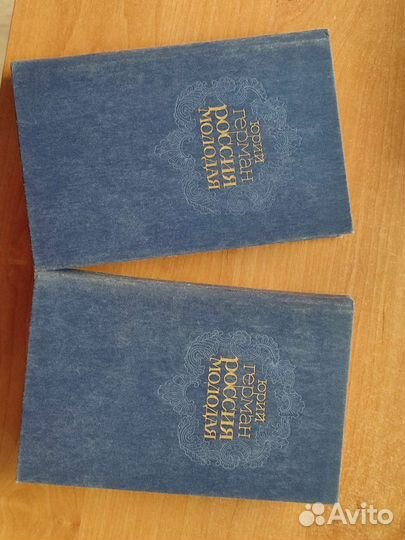 юрий
герман
россия
молодая
юрий
герман
россия
молодая
Avito